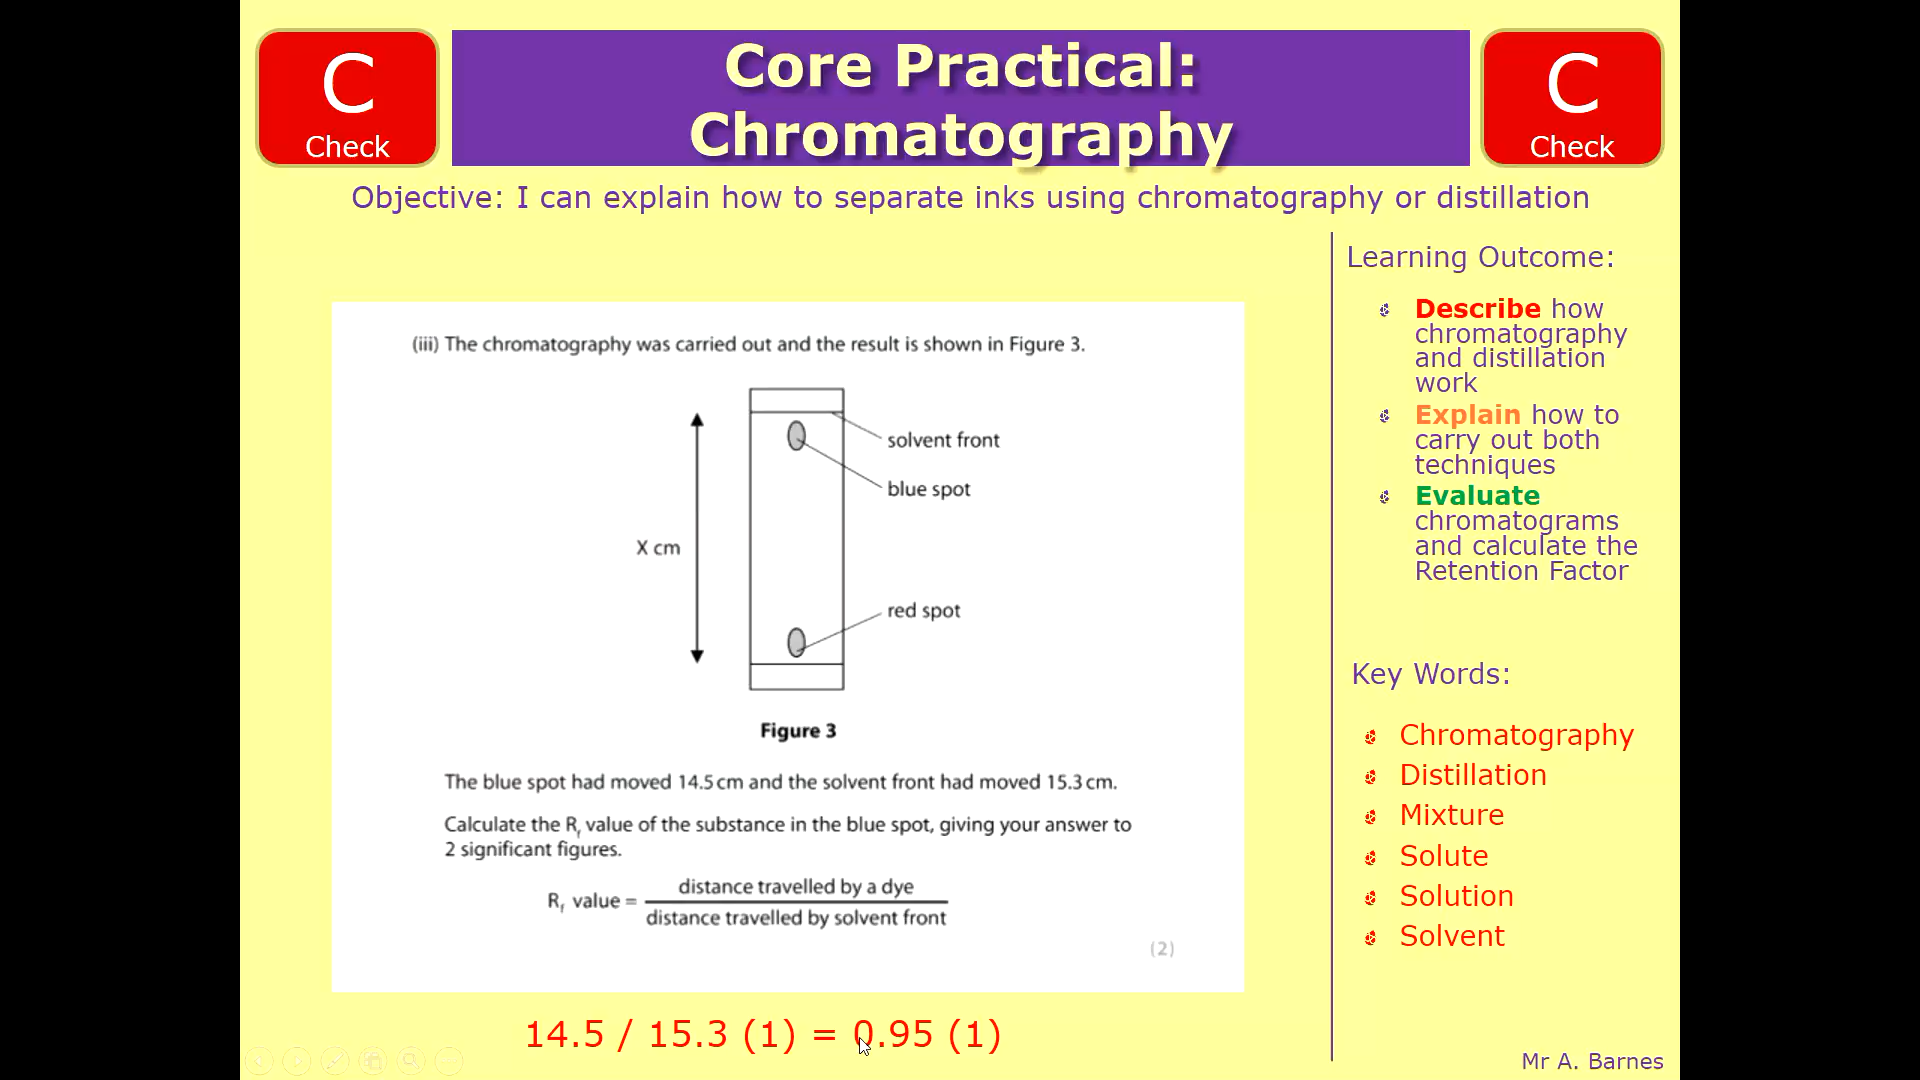 C
Check
Core Practical:
Chromatography
C
Check
Objective: I can explain how to separate inks using chromatography or distillation
(iii) The chromatography was carried out and the result is shown in Figure 3.
solvent front
blue spot
X cm
red spot
Figure 3
The blue spot had moved 14.5 cm and the solvent front had moved 15.3 cm.
Calculate the Rf value of the substance in the blue spot, giving your answer to
2 significant figures.
distance travelled by a dye
Rf value =
distance travelled by solvent front
(2)
14.5 / 15.3 (1) = 0.95 (1)
Learning Outcome:
Describe how
chromatography
and distillation
work
Explain how to
carry out both
techniques
Evaluate
chromatograms
and calculate the
Retention Factor
Key Words:
Chromatography
Distillation
Mixture
Solute
Solution
Solvent
Mr A. Barnes